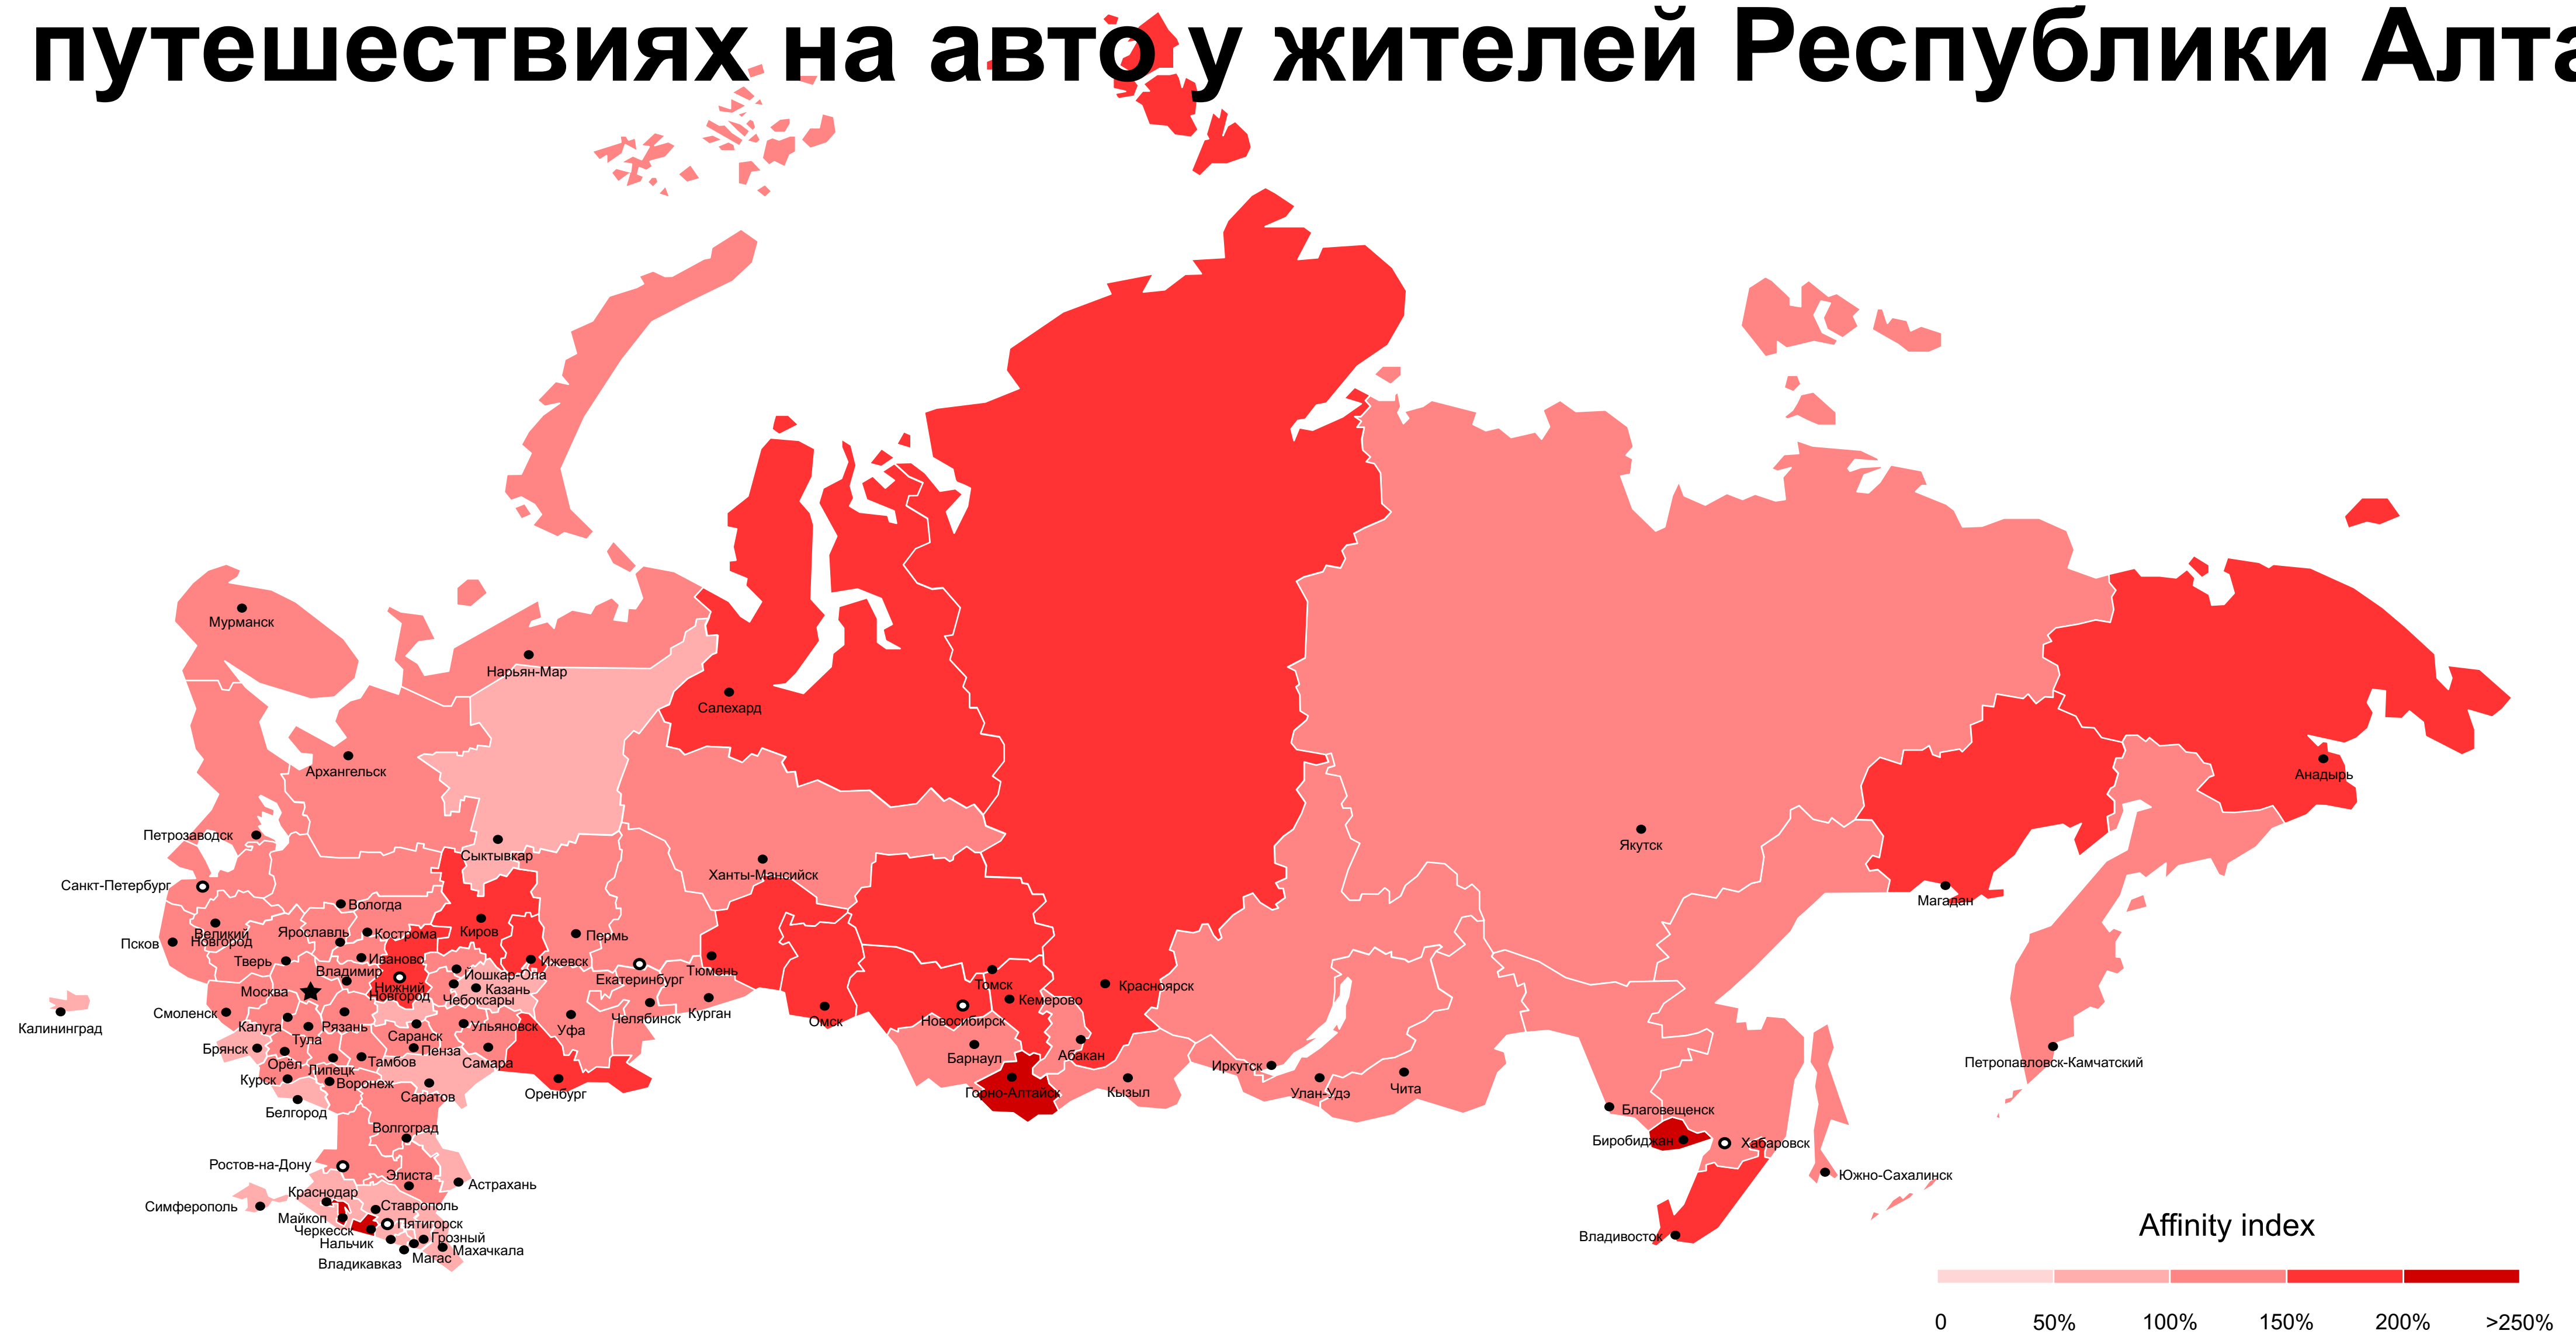 путешествиях на авто у жителей Республики Алта
Мурманск
Нарьян-Мар
Салехард
Архангельск
Анадырь
Петрозаводск
Сыктывкар
Якутск
Ханты-Мансийск
Санкт-Петербург
Магадан
Вологда
Великий
Новгород
Псков
Ярославль
Кострома
Киров
Пермь
Тверь
Иваново
Владимир
Йошкар-Ола
Ижевск
Екатеринбург
Тюмень
Томск
Красноярск
Москва
Нижний
Новгород
Казань
Чебоксары
Кемерово
Смоленск
Калининград
Калуга
Рязань
Саранск
Ульяновск
Уфа
Челябинск
Курган
Омск
Новосибирск
Тула
Брянск
Орёл
Липецк
Тамбов
Пенза
Самара
Барнаул
Абакан
Иркутск
Петропавловск-Камчатский
Курск
Воронеж
Саратов
Оренбург
Горно-Алтайск
Кызыл
Улан-Удэ
Чита
Белгород
Благовещенск
Волгоград
Биробиджан
Хабаровск
Ростов-на-Дону
Элиста
Астрахань
Южно-Сахалинск
Краснодар
Симферополь
Ставрополь
Майкоп
Пятигорск
Черкесск
Нальчик
Грозный
Владивосток
Махачкала
Магас
Владикавказ
Affinity index
0 50% 100% 150% 200% >250%